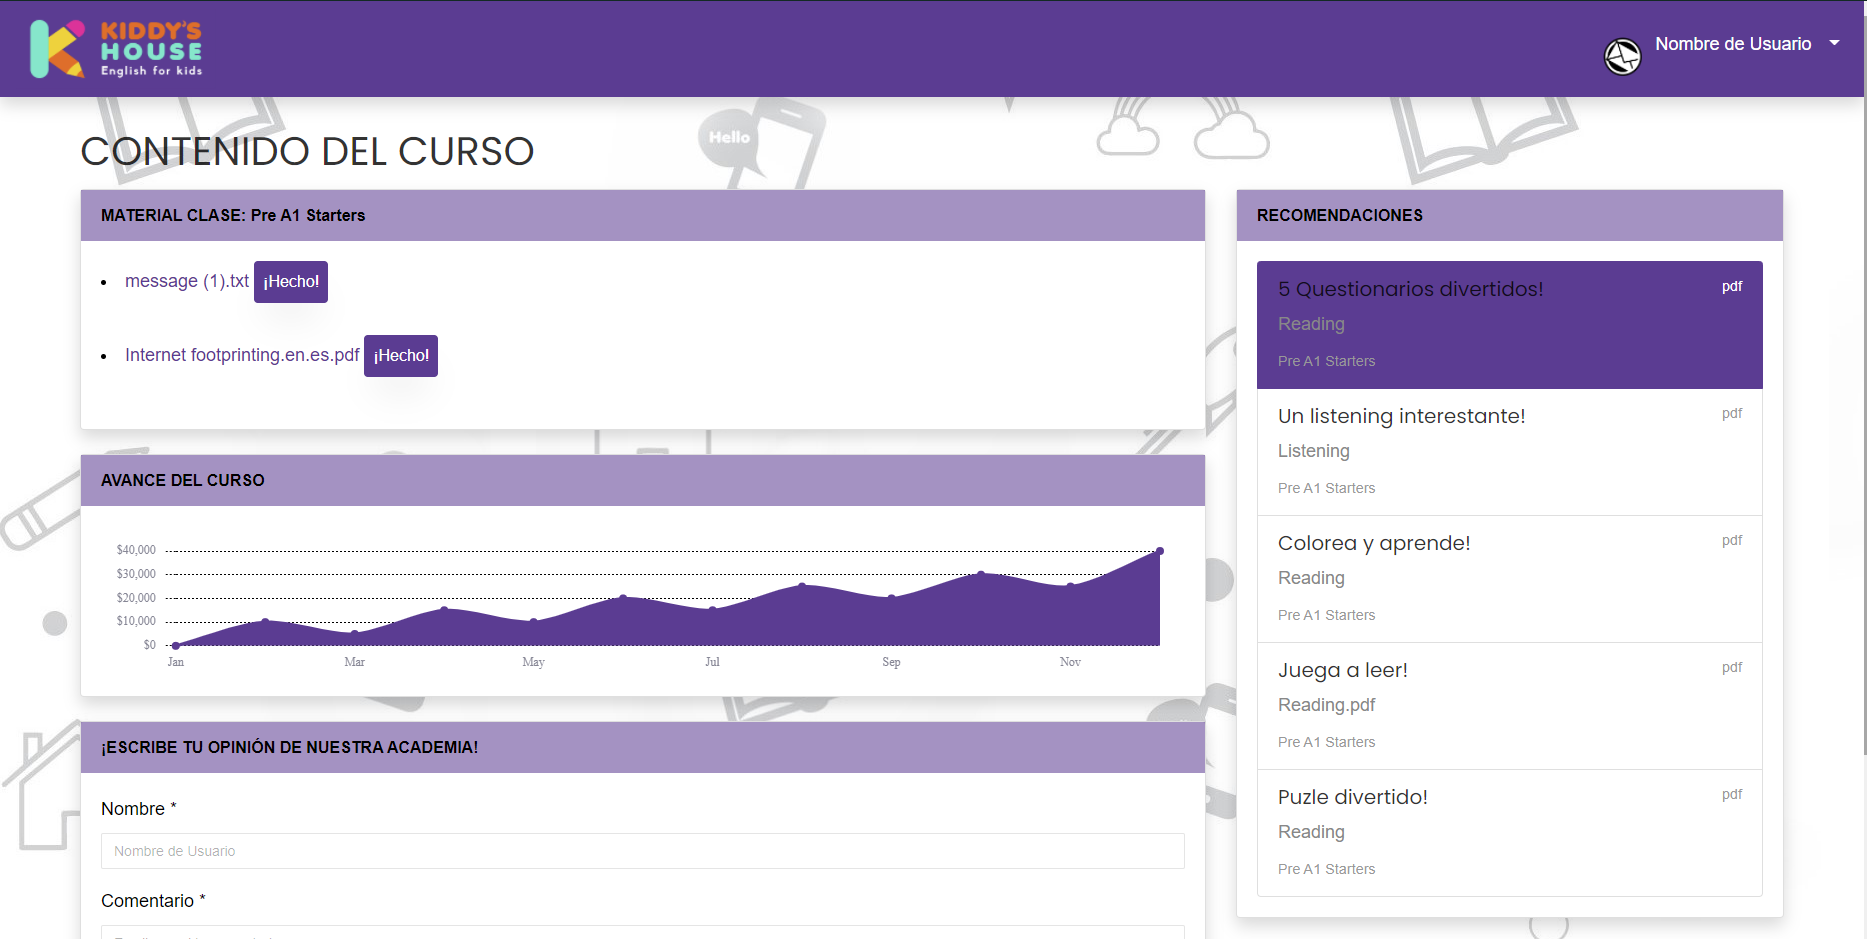 KIDDY'S
HOUSE
English for kids
Nombre de Usuario
Hello
CONTENIDO DEL CURSO
MATERIAL CLASE: Pre A1 Starters
message (1).txt ¡Hecho!
Internet footprinting.en.es.pdf ¡Hecho!
AVANCE DEL CURSO
$40,000
$30,000
$20,000
$10,000
$0
Jan Mar May Jul Sep Nov
¡ESCRIBE TU OPINIÓN DE NUESTRA ACADEMIA!
Nombre *
Nombre de Usuario
Comentario *
RECOMENDACIONES
5 Questionarios divertidos! pdf
Reading
Pre A1 Starters
Un listening interestante! pdf
Listening
Pre A1 Starters
Colorea y aprende! pdf
Reading
Pre A1 Starters
Juega a leer! pdf
Reading.pdf
Pre A1 Starters
Puzle divertido! pdf
Reading
Pre A1 Starters